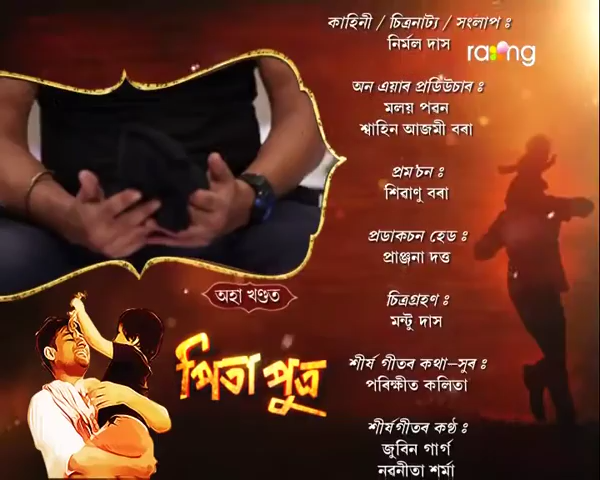 কাহিনী / চিত্ৰনাট্য / সংলাপ ঃ
নিৰ্মল দাস
rang
অন এয়াৰ প্ৰডিউচাৰ ঃ
মলয় পৱন
শ্বাহিন আজমী বৰা
প্ৰম'চন ঃ
শিৱাণু বৰা
প্ৰডাকচন হেড ঃ
প্ৰাঞ্জনা দত্ত
চিত্ৰগ্ৰহণ ঃ
মন্টু দাস
শীৰ্ষ গীতৰ কথা–সুৰ ঃ
পৰিক্ষীত কলিতা
শীৰ্ষ গীতৰ কণ্ঠ ঃ
জুবিন গাৰ্গ
নৱনীতা শৰ্মা
অহা খণ্ডত
পিতা পুত্ৰ